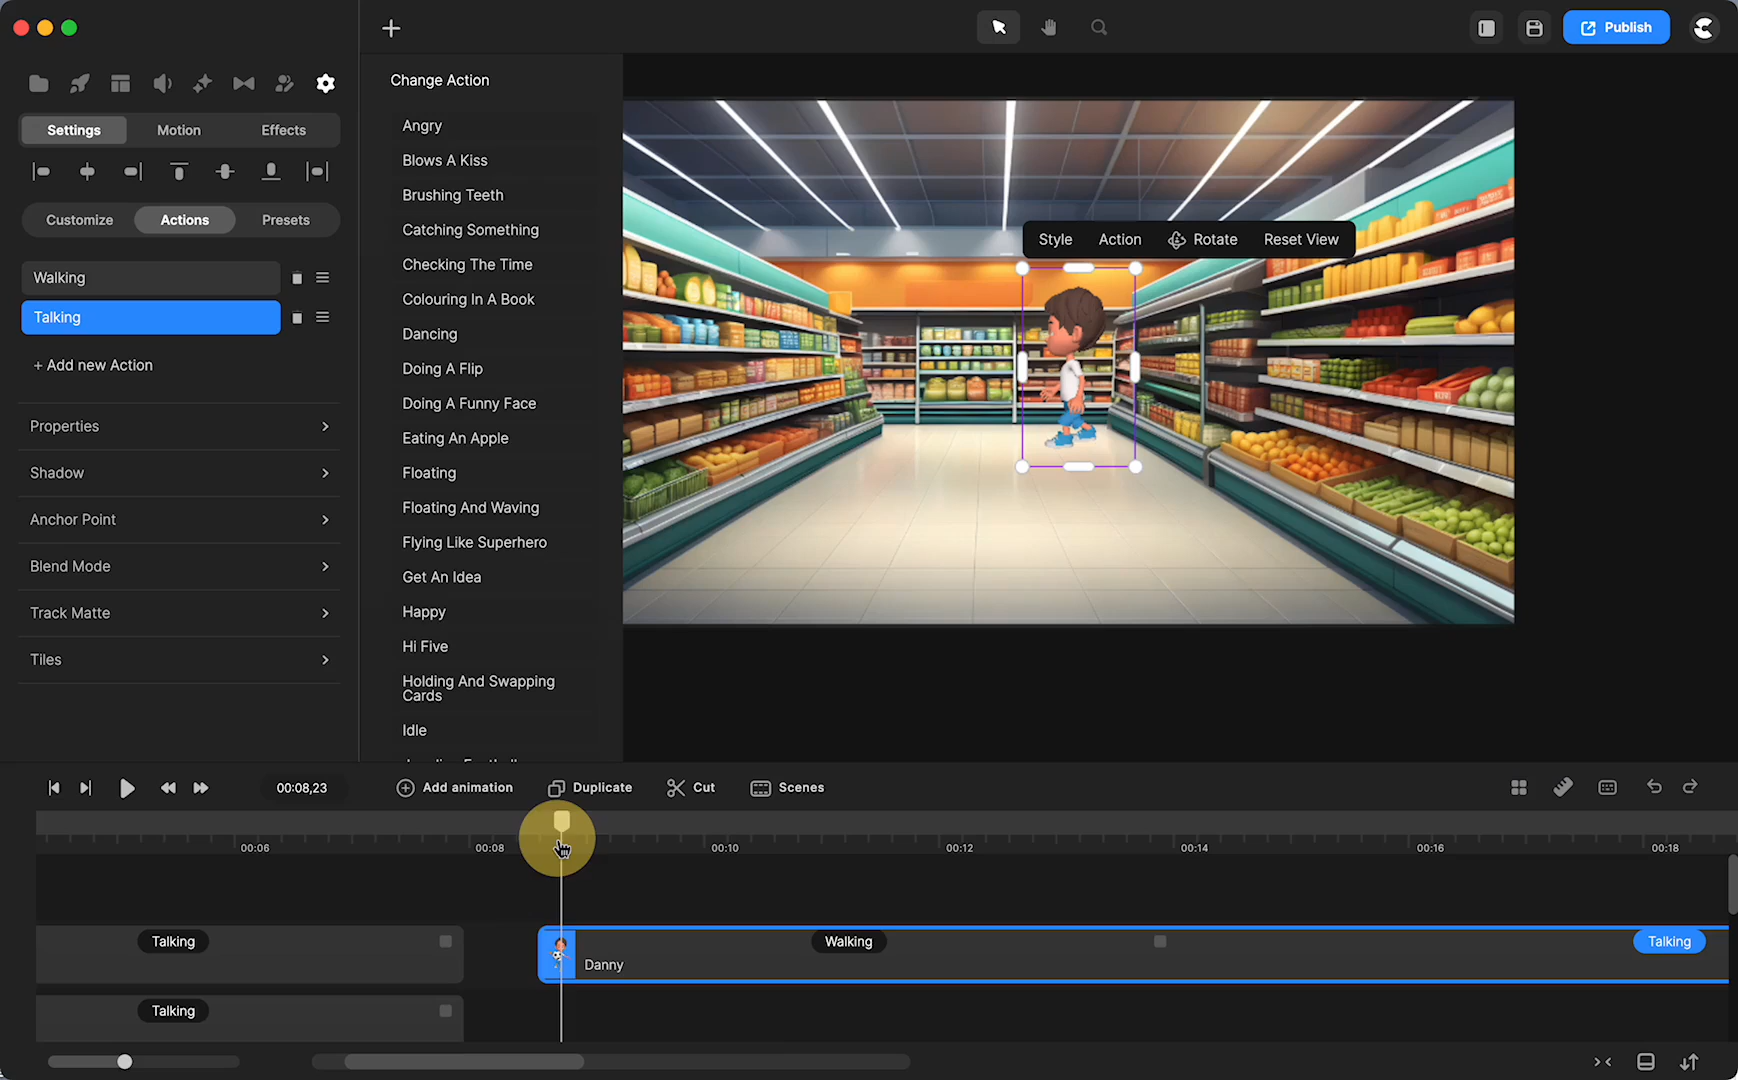 Publish
Change Action
Settings
Motion
Effects
Customize
Actions
Presets
Walking
Talking
+ Add new Action
Properties
Shadow
Anchor Point
Blend Mode
Track Matte
Tiles
Angry
Blows A Kiss
Brushing Teeth
Catching Something
Checking The Time
Colouring In A Book
Dancing
Doing A Flip
Doing A Funny Face
Eating An Apple
Floating
Floating And Waving
Flying Like Superhero
Get An Idea
Happy
Hi Five
Holding And Swapping
Cards
Idle
Style
Action
Rotate
Reset View
00:08,23
Add animation
Duplicate
Cut
Scenes
00:06
00:08
00:10
00:12
00:14
00:16
00:18
Talking
Walking
Talking
Danny
Talking